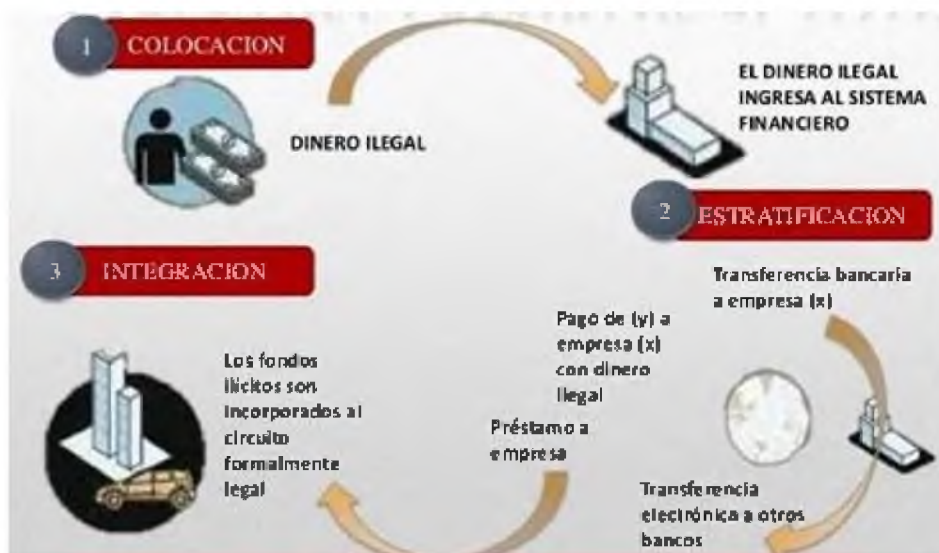 1 COLOCACION
DINERO ILEGAL
EL DINERO ILEGAL
INGRESA AL SISTEMA
FINANCIERO
2 ESTRATIFICACION
Transferencia bancaria
a empresa (x)
Pago de (y) a
empresa (x)
con dinero
ilegal
Préstamo a
empresa
Transferencia
electrónica a otros
bancos
3 INTEGRACION
Los fondos
ilícitos son
incorporados al
circuito
formalmente
legal